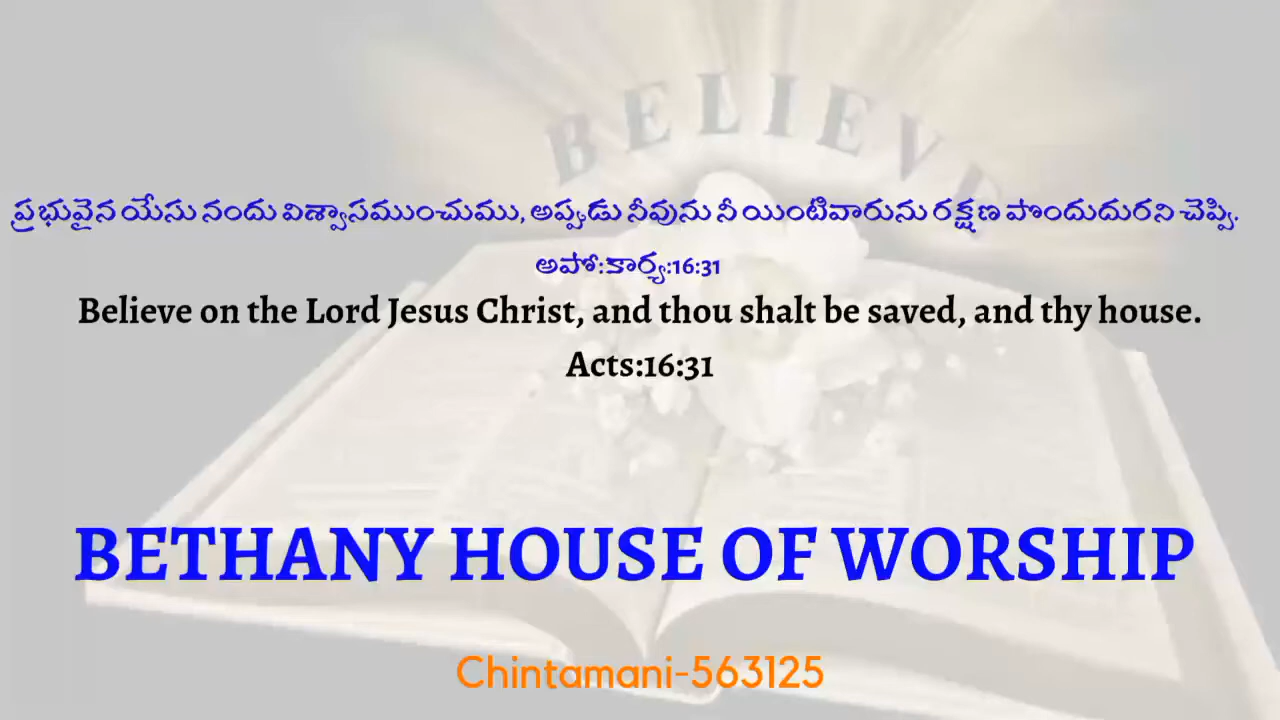 BELIEVE
ప్రభువైన యేసు నందు విశ్వాసముంచుము, అప్పుడు నీవును నీ యింటివారును రక్షణ పొందుదురని చెప్పి.
అపో:కార్య:16:31
Believe on the Lord Jesus Christ, and thou shalt be saved, and thy house.
Acts:16:31
BETHANY HOUSE OF WORSHIP
Chintamani-563125